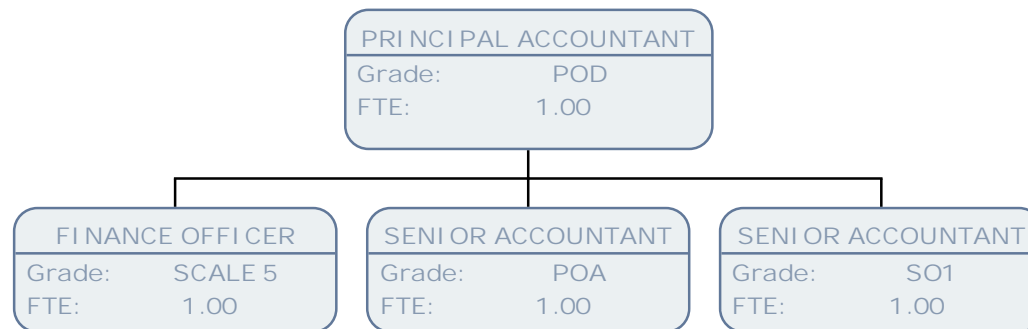 PRINCIPAL ACCOUNTANT
Grade: POD
FTE: 1.00
FINANCE OFFICER
Grade: SCALE 5
FTE: 1.00
SENIOR ACCOUNTANT
Grade: POA
FTE: 1.00
SENIOR ACCOUNTANT
Grade: SO1
FTE: 1.00